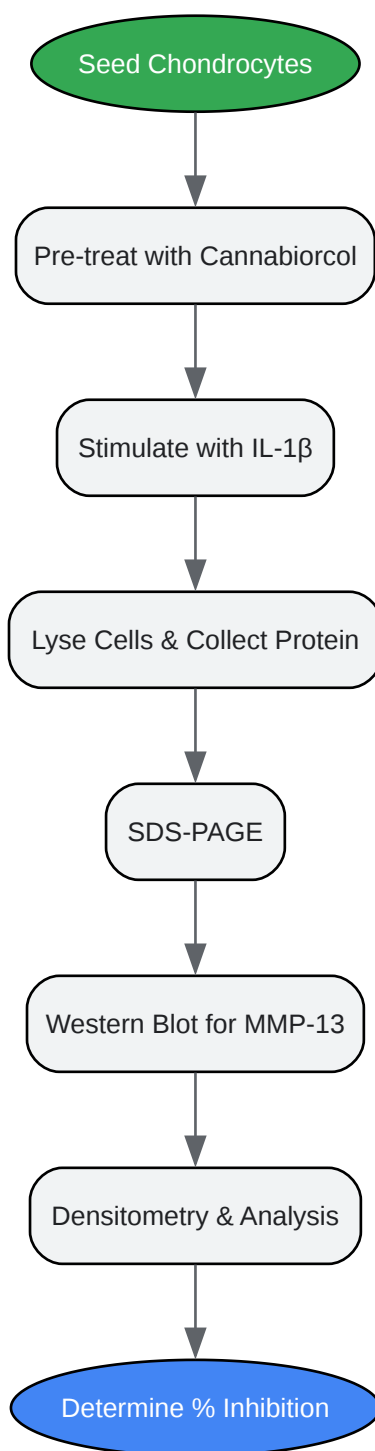 Seed Chondrocytes
Pre-treat with Cannabiorcol
Stimulate with IL-1β
Lyse Cells & Collect Protein
SDS-PAGE
Western Blot for MMP-13
Densitometry & Analysis
Determine % Inhibition